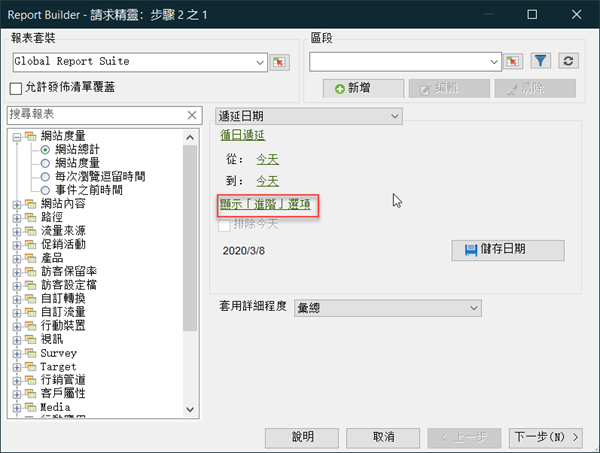 Report Builder - 請求精靈: 步驟 2 之 1
報表套裝
Global Report Suite
允許發佈清單覆蓋
區段
新增
編輯
清除
搜尋報表
網站度量
網站總計
網站度量
每次瀏覽逗留時間
事件之前時間
網站內容
路徑
流量來源
促銷活動
產品
訪客保留率
訪客設定檔
自訂轉換
自訂流量
行動裝置
視訊
Survey
Target
行銷管道
客戶屬性
Media
行動應用
遞延日期
循日遞延
從: 今天
到: 今天
顯示「進階」選項
排除今天
2020/3/8
儲存日期
套用詳細程度
彙總
說明
取消
< 上一步
下一步(N) >